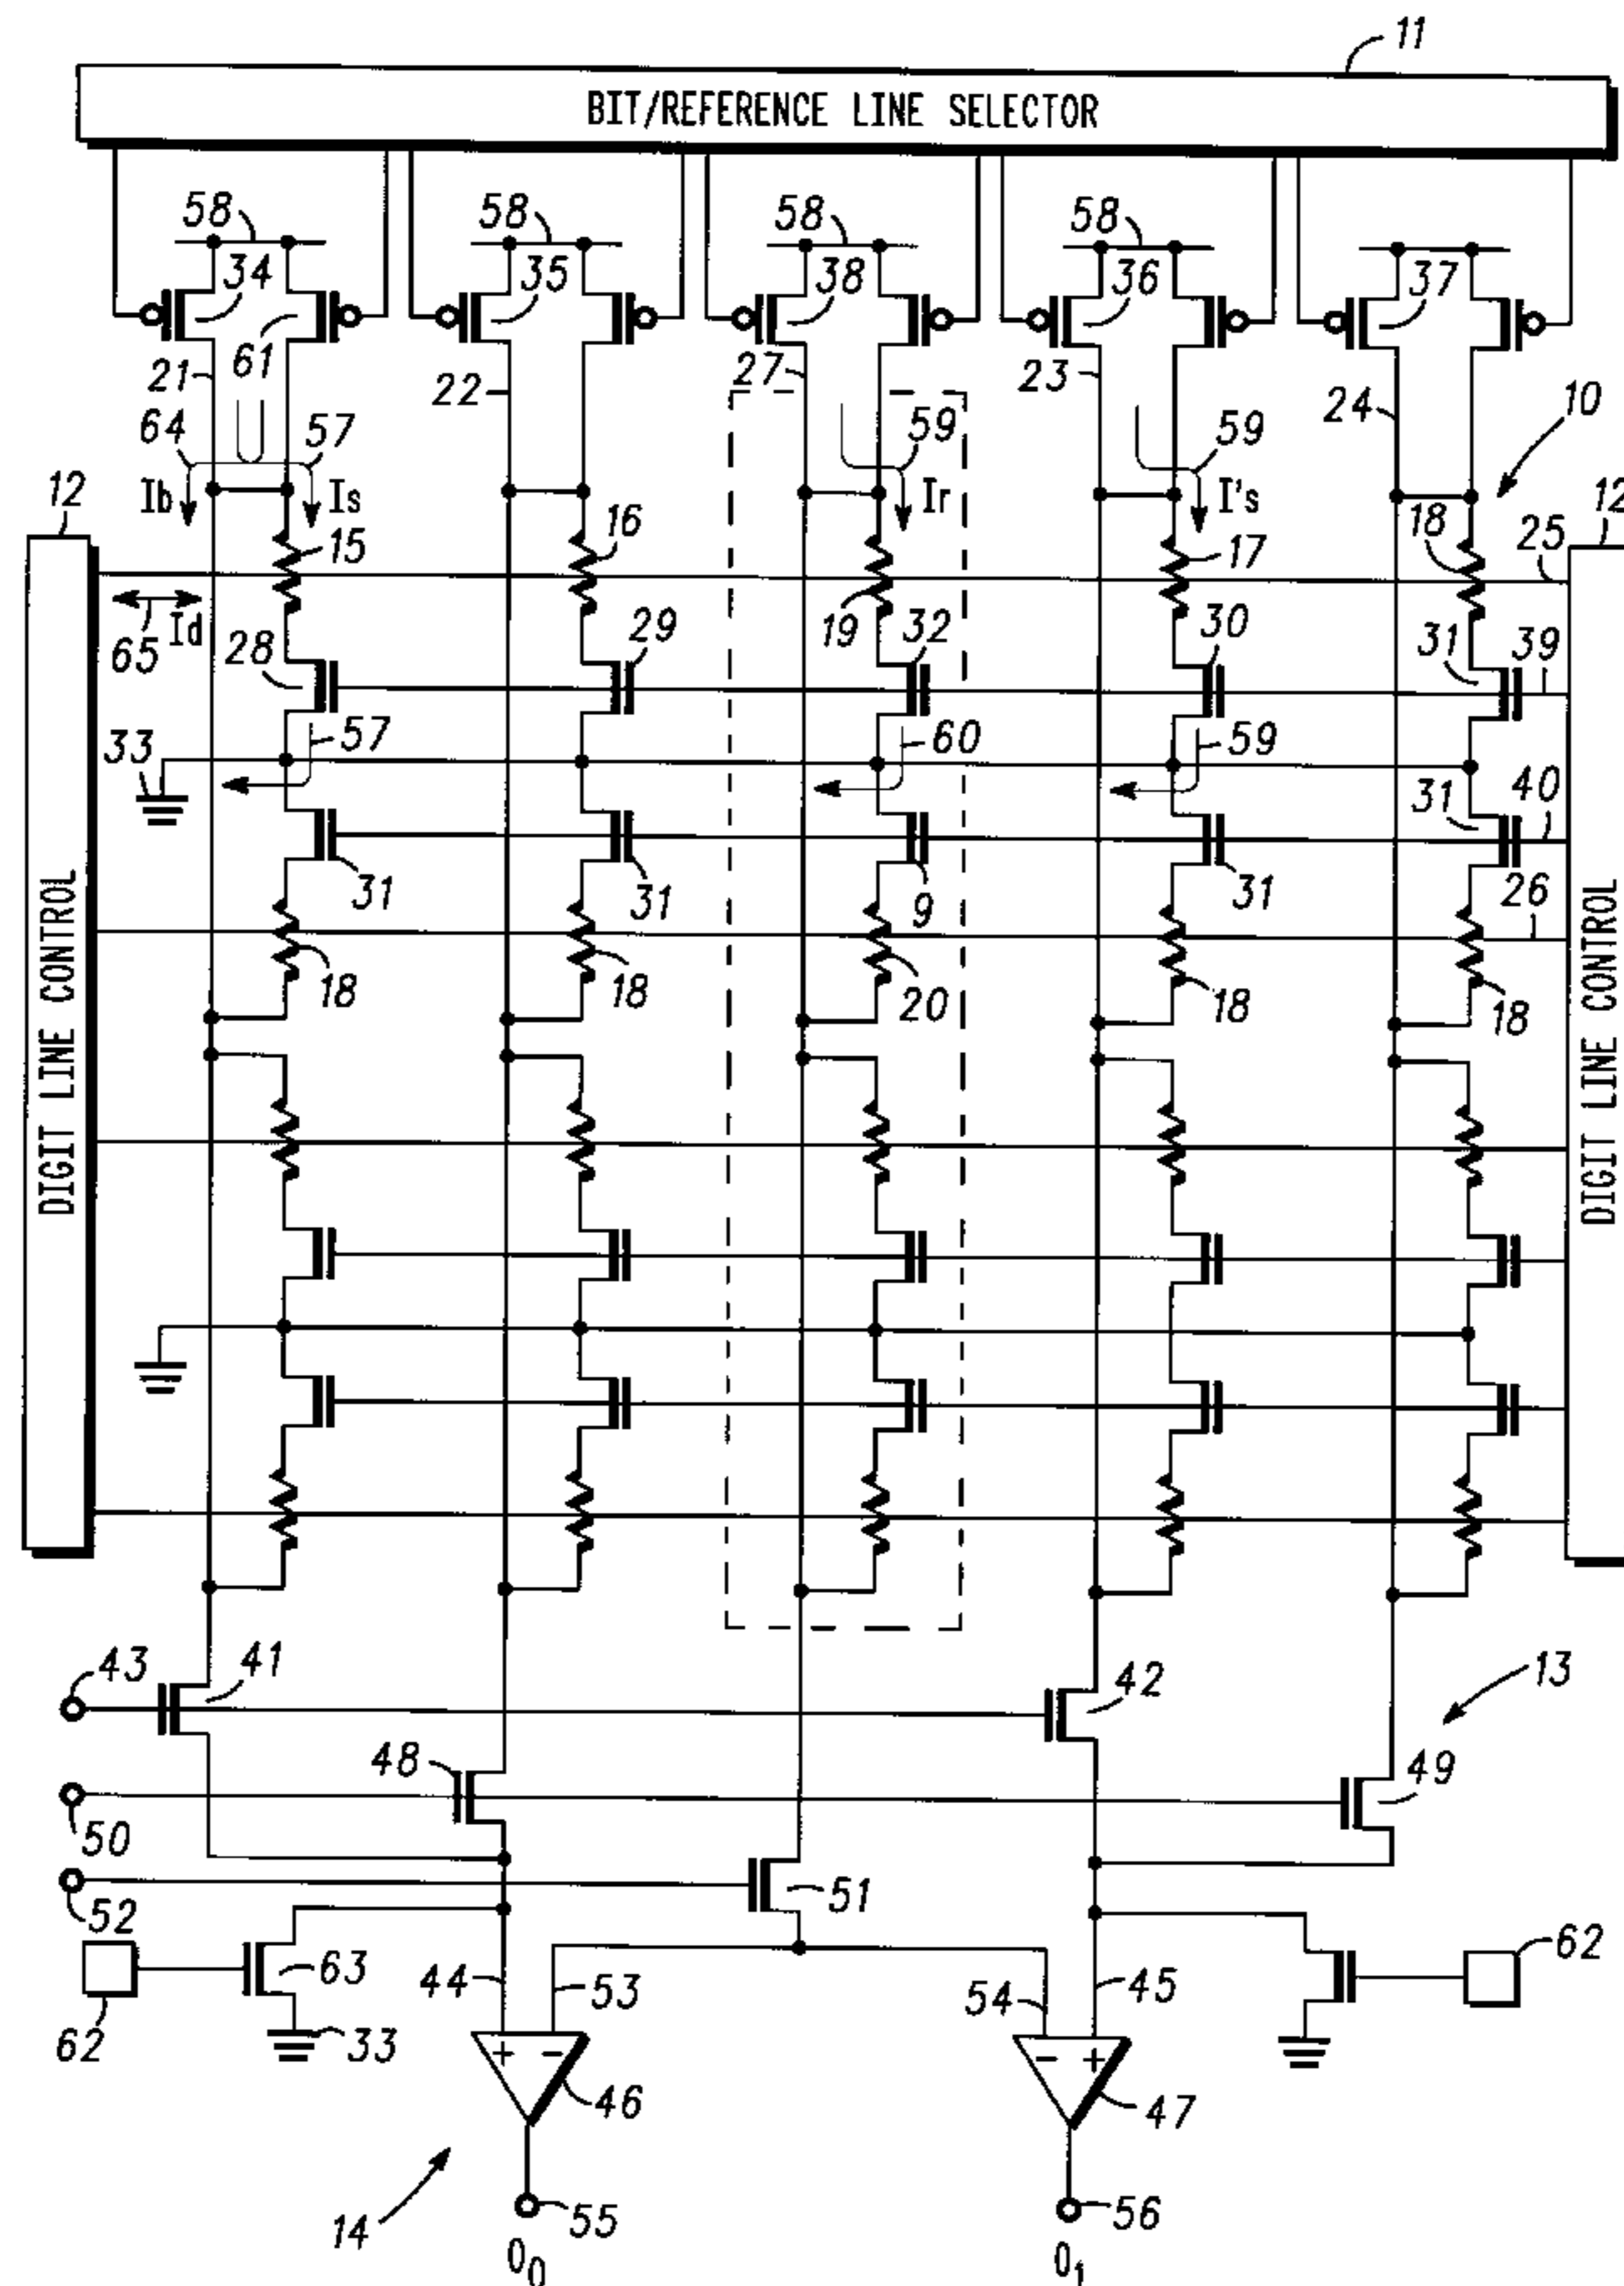 11
BIT/REFERENCE LINE SELECTOR
58 58 58 58
34 35 38 36 37
21 61 22 27 23 24 10
64 57 59 59
12 Ib Is Ir I's 12
15 16 17 18 25
65 Id 19
28 29 32 30 31 39
33 57 60 59
31 40
31 31 9 31 26
DIGIT LINE CONTROL
DIGIT LINE CONTROL
18 18 20 18 18
43 41 42 13
48 49
50
52 51
63 44 53 54 45 62
62 33
+ − − +
46 47
14 55 56
O0 O1